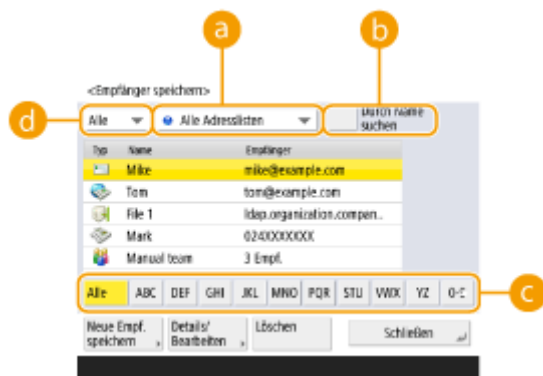 a
b
<Empfänger speichern>
d
Alle
Alle Adresslisten
Durch Name
suchen
Typ Name Empfänger
Mike mike@example.com
Tom tom@example.com
File 1 ldap.organization.compan..
Mark 024XXXXXXX
Manual team 3 Empf.
Alle ABC DEF GHI JKL MNO PQR STU VWX YZ
c
Neue Empf.
speichern
Details/
Bearbeiten
Löschen
Schließen